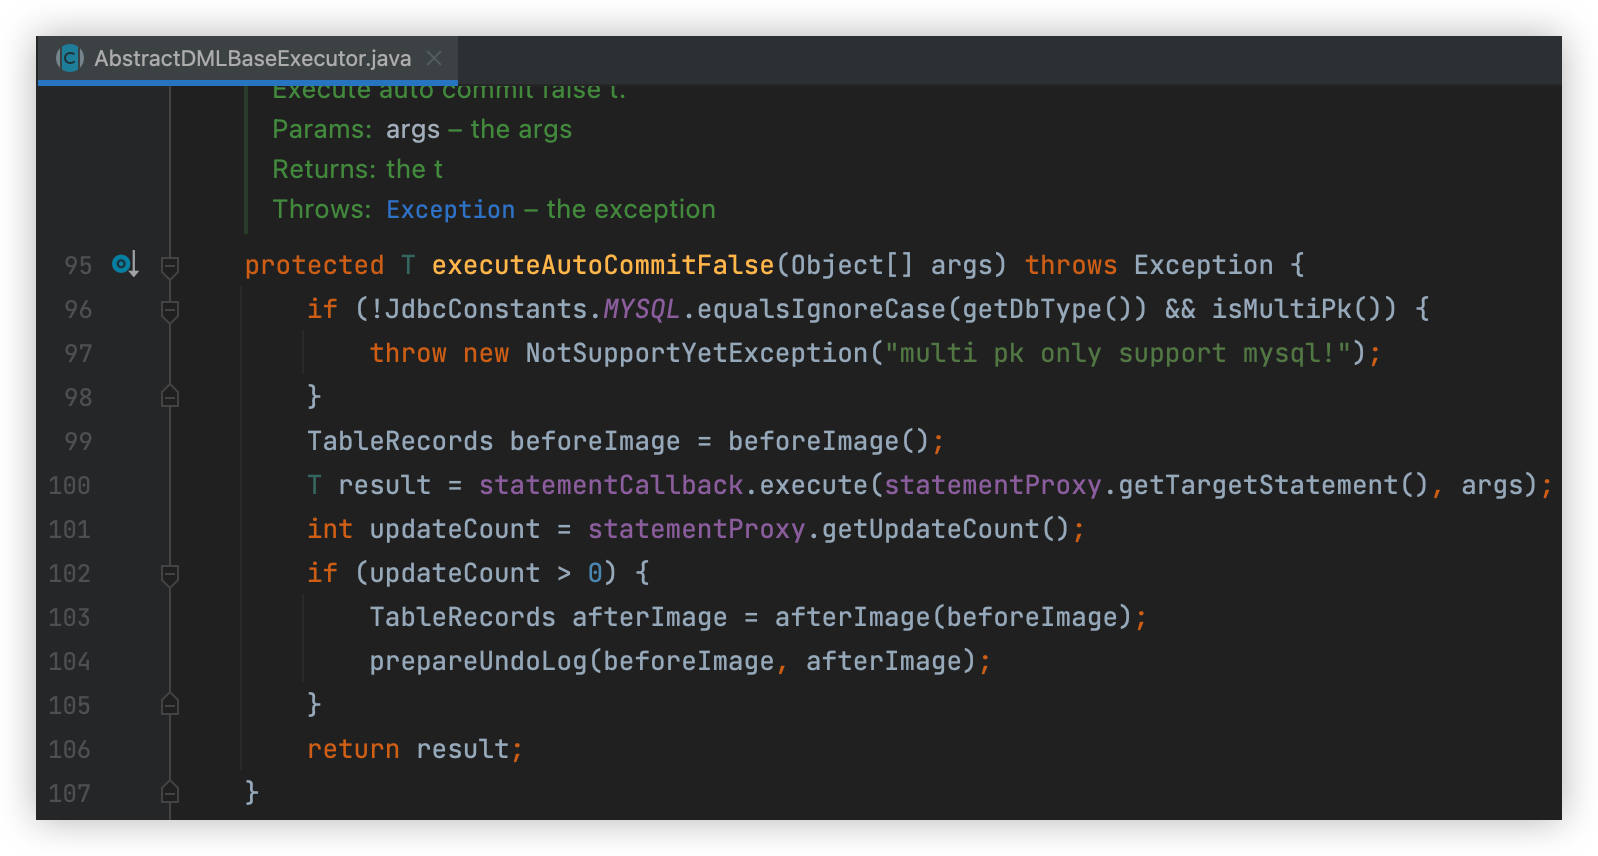 AbstractDMLBaseExecutor.java
Execute auto commit false t.
Params: args – the args
Returns: the t
Throws: Exception – the exception
95 protected T executeAutoCommitFalse(Object[] args) throws Exception {
96 if (!JdbcConstants.MYSQL.equalsIgnoreCase(getDbType()) && isMultiPk()) {
97 throw new NotSupportYetException("multi pk only support mysql!");
98 }
99 TableRecords beforeImage = beforeImage();
100 T result = statementCallback.execute(statementProxy.getTargetStatement(), args);
101 int updateCount = statementProxy.getUpdateCount();
102 if (updateCount > 0) {
103 TableRecords afterImage = afterImage(beforeImage);
104 prepareUndoLog(beforeImage, afterImage);
105 }
106 return result;
107 }